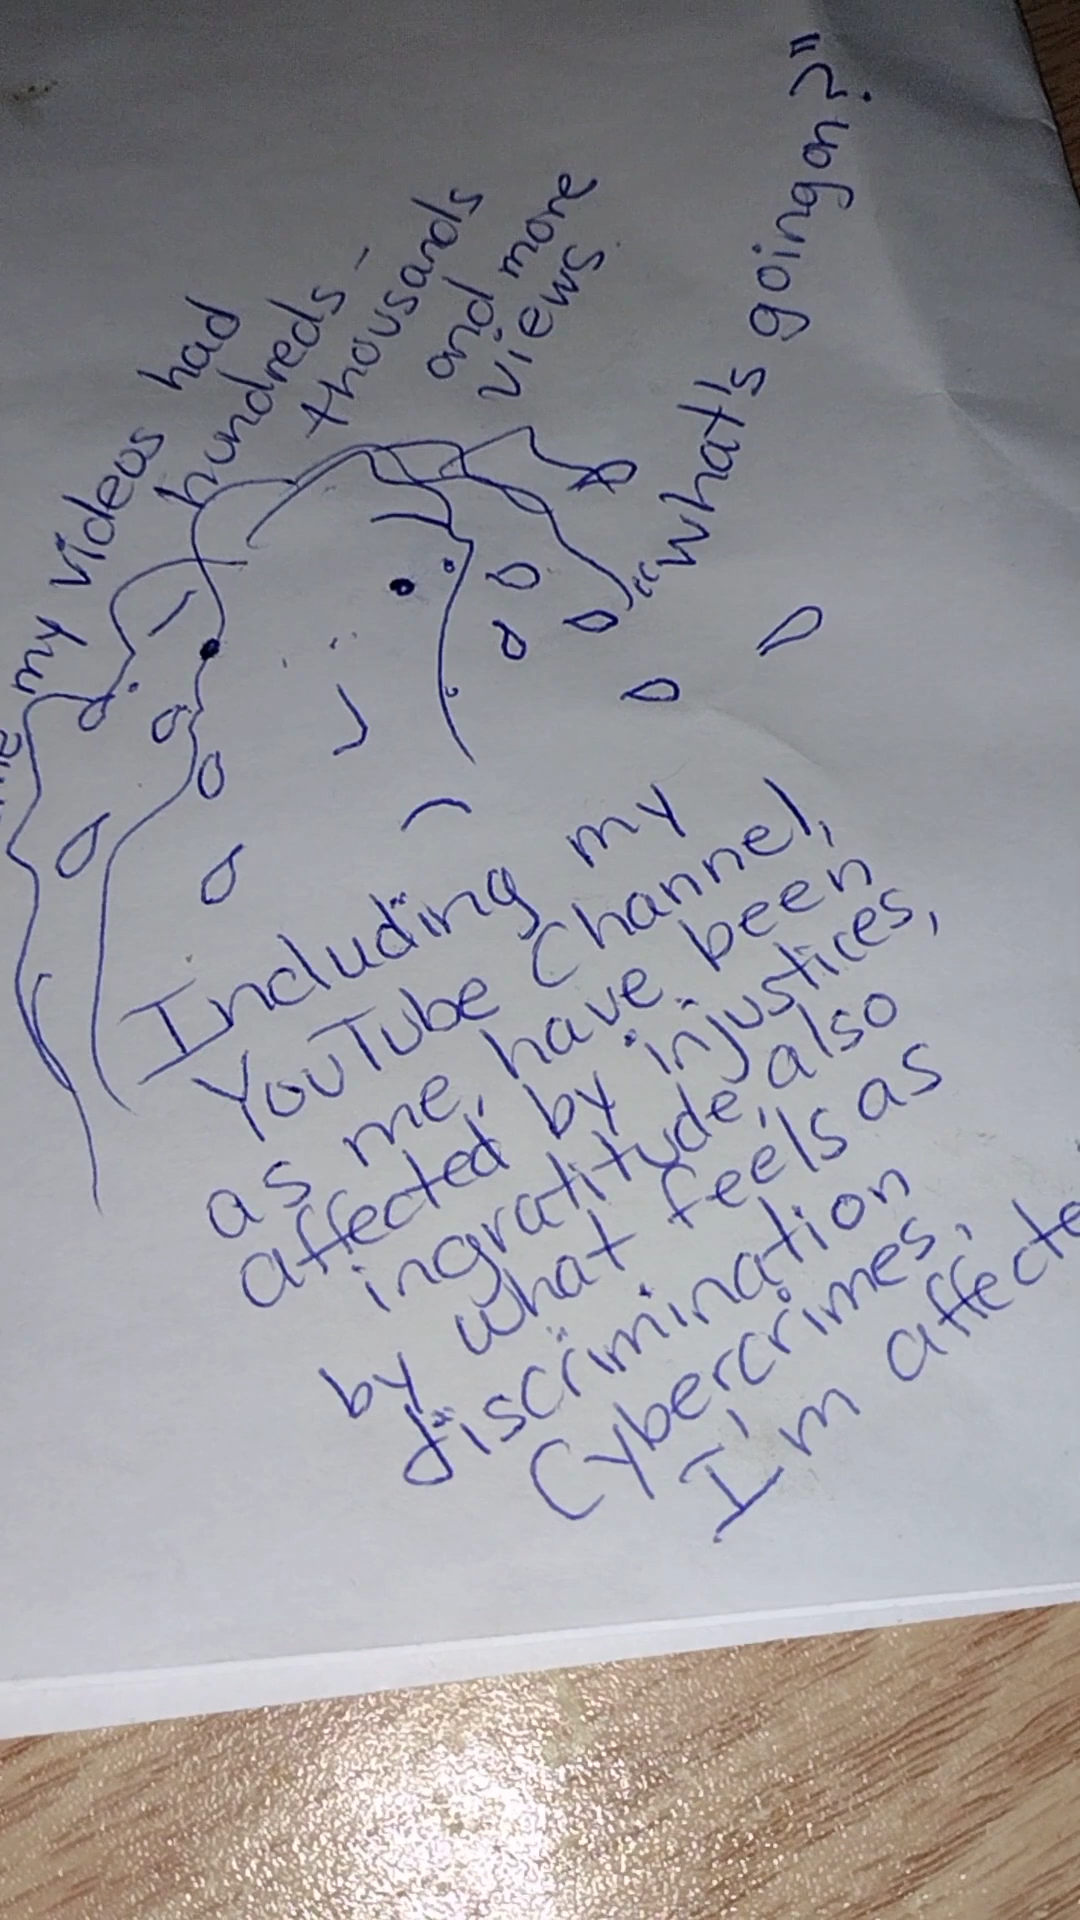 my videos had
hundreds -
thousands
and more
views
"what's going on?"
Including my
YouTube Channel,
as me, have been
affected by injustices,
ingratitude, also
by what feels as
discrimination
Cybercrimes,
I'm affecte